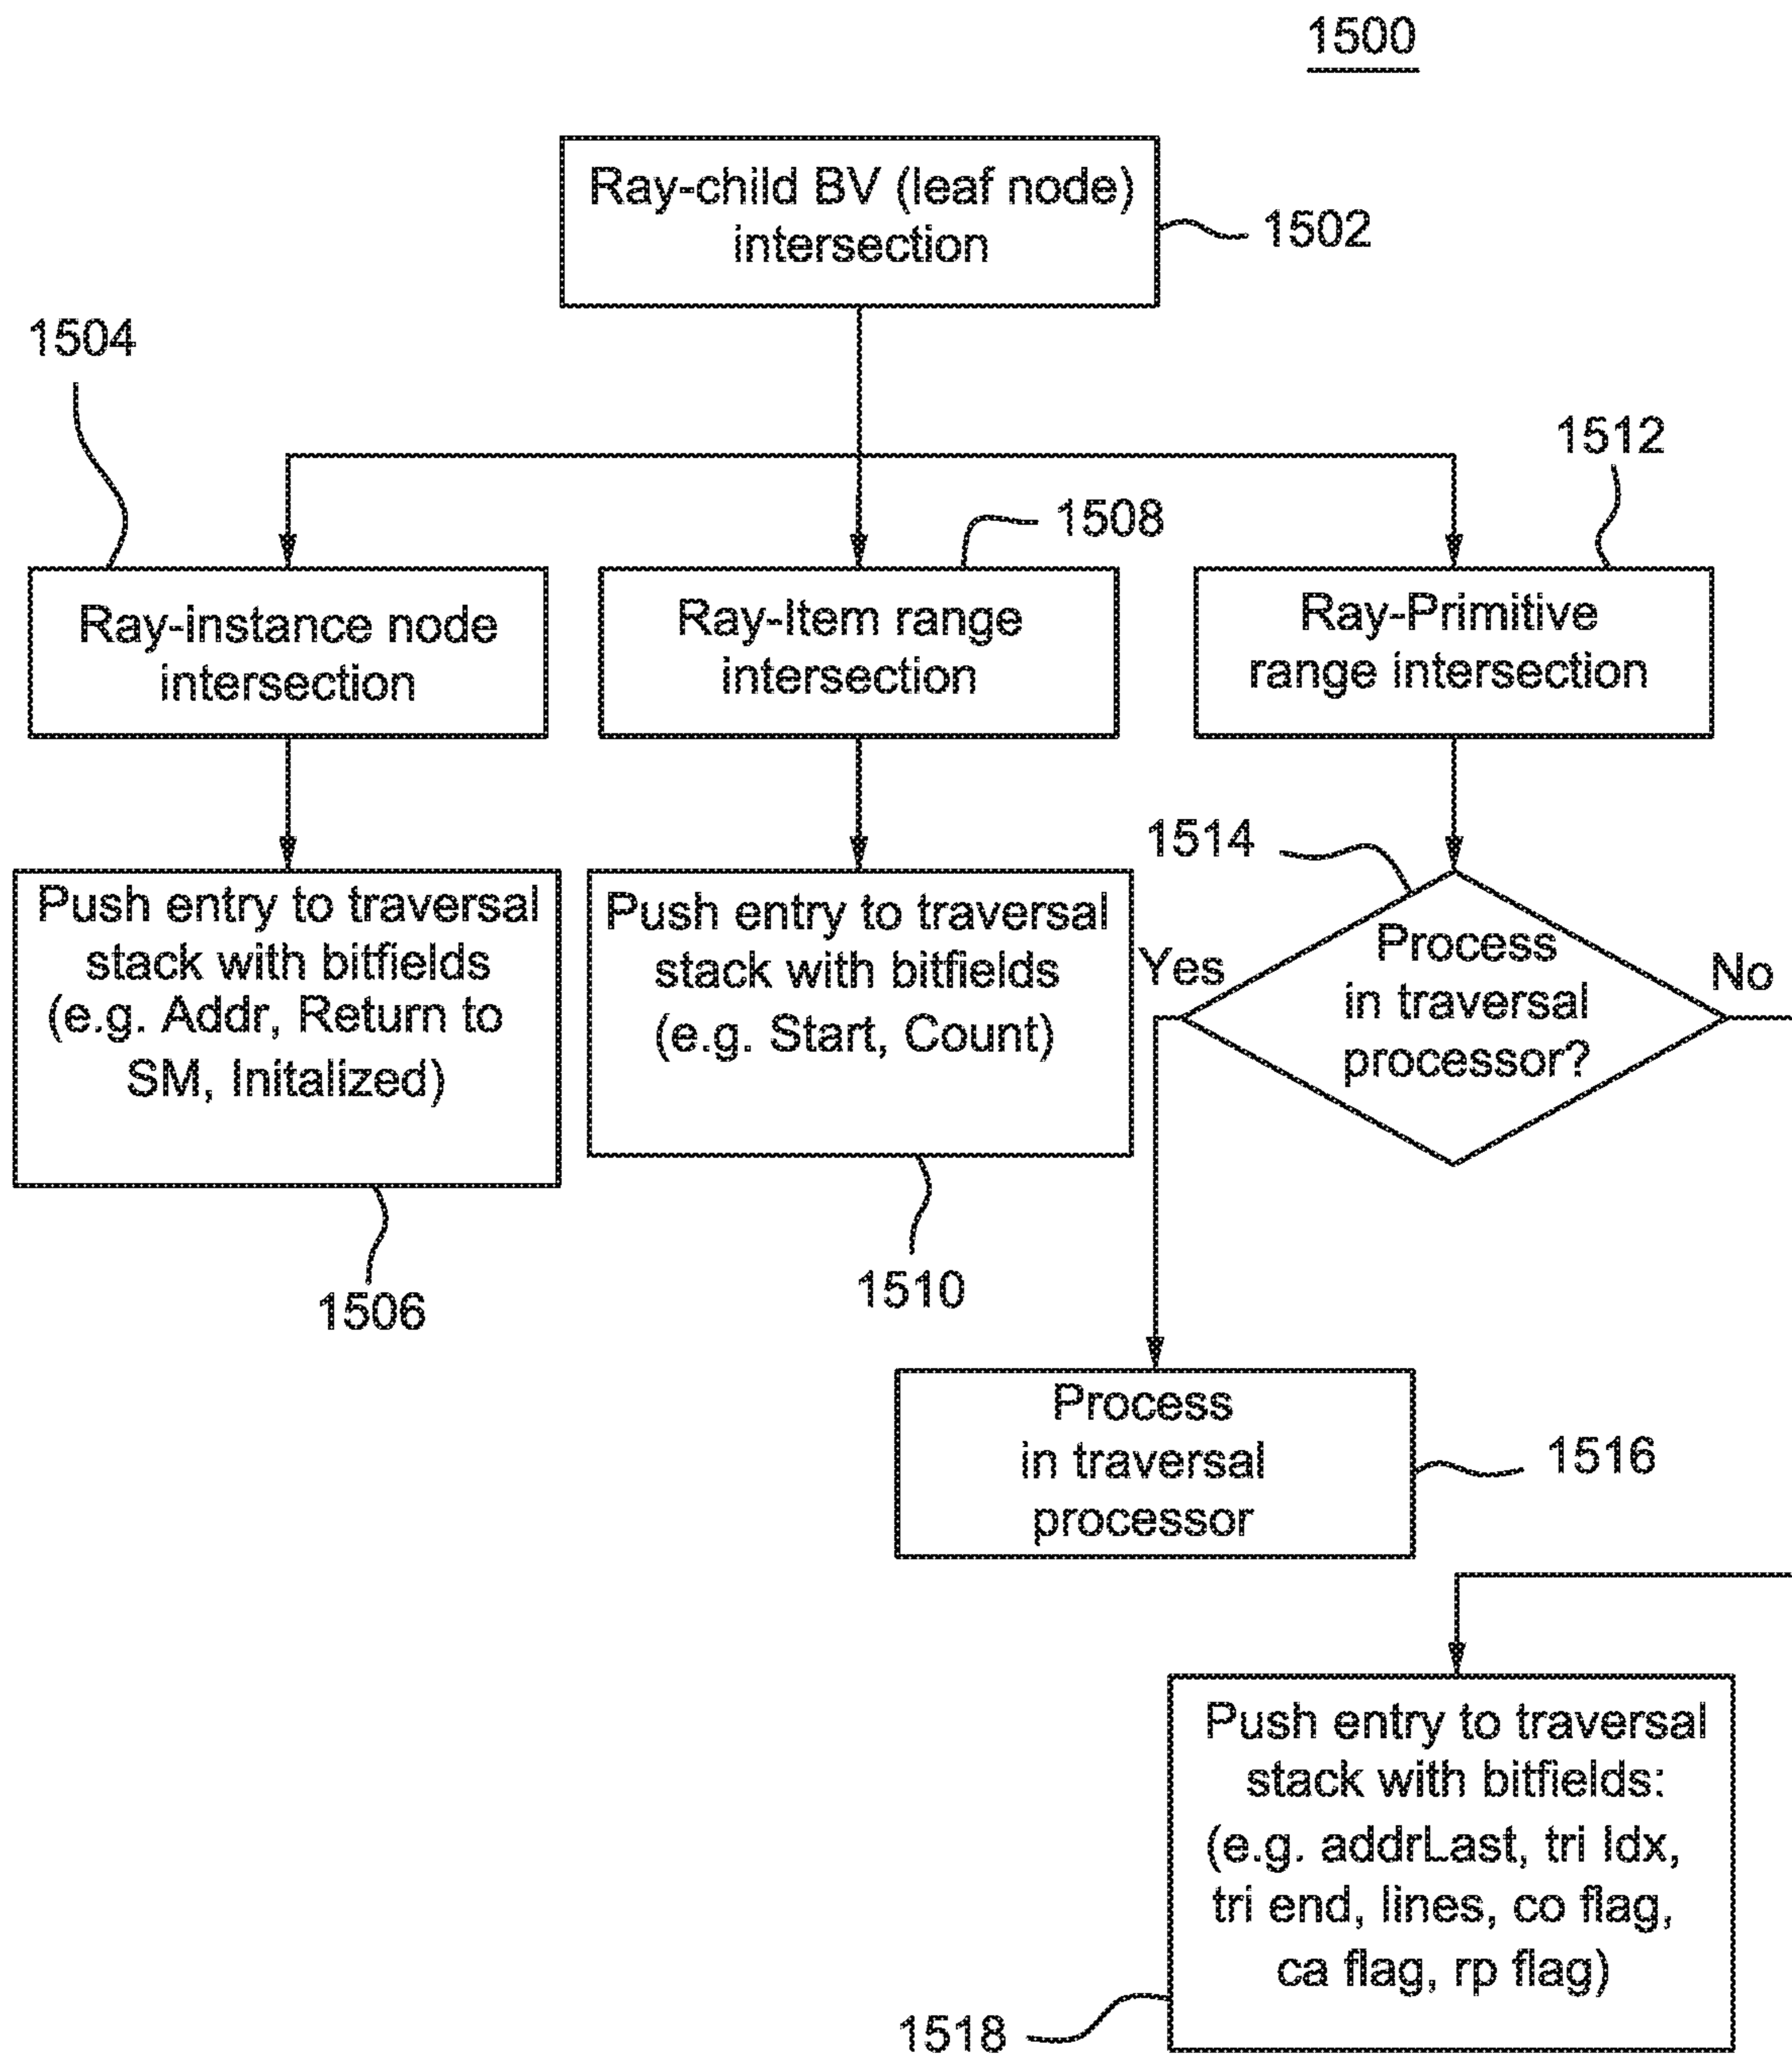 1500
Ray-child BV (leaf node)
intersection
1502
1504
1508
1512
Ray-instance node
intersection
Ray-Item range
intersection
Ray-Primitive
range intersection
1514
Push entry to traversal
stack with bitfields
(e.g. Addr, Return to
SM, Initalized)
1506
Push entry to traversal
stack with bitfields
(e.g. Start, Count)
1510
Yes
Process
in traversal
processor?
No
Process
in traversal
processor
1516
Push entry to traversal
stack with bitfields:
(e.g. addrLast, tri Idx,
tri end, lines, co flag,
ca flag, rp flag)
1518